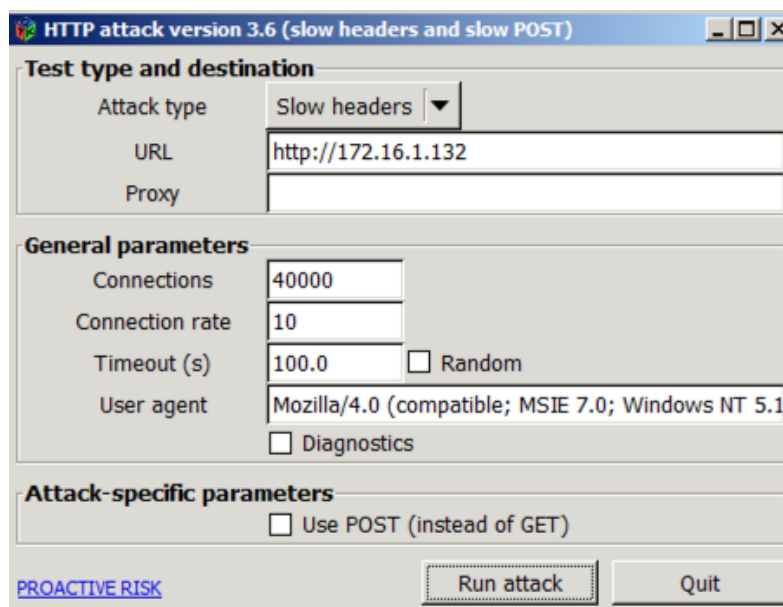 HTTP attack version 3.6 (slow headers and slow POST)
Test type and destination
Attack type Slow headers
URL http://172.16.1.132
Proxy
General parameters
Connections 40000
Connection rate 10
Timeout (s) 100.0 Random
User agent Mozilla/4.0 (compatible; MSIE 7.0; Windows NT 5.1
Diagnostics
Attack-specific parameters
Use POST (instead of GET)
PROACTIVE RISK Run attack Quit